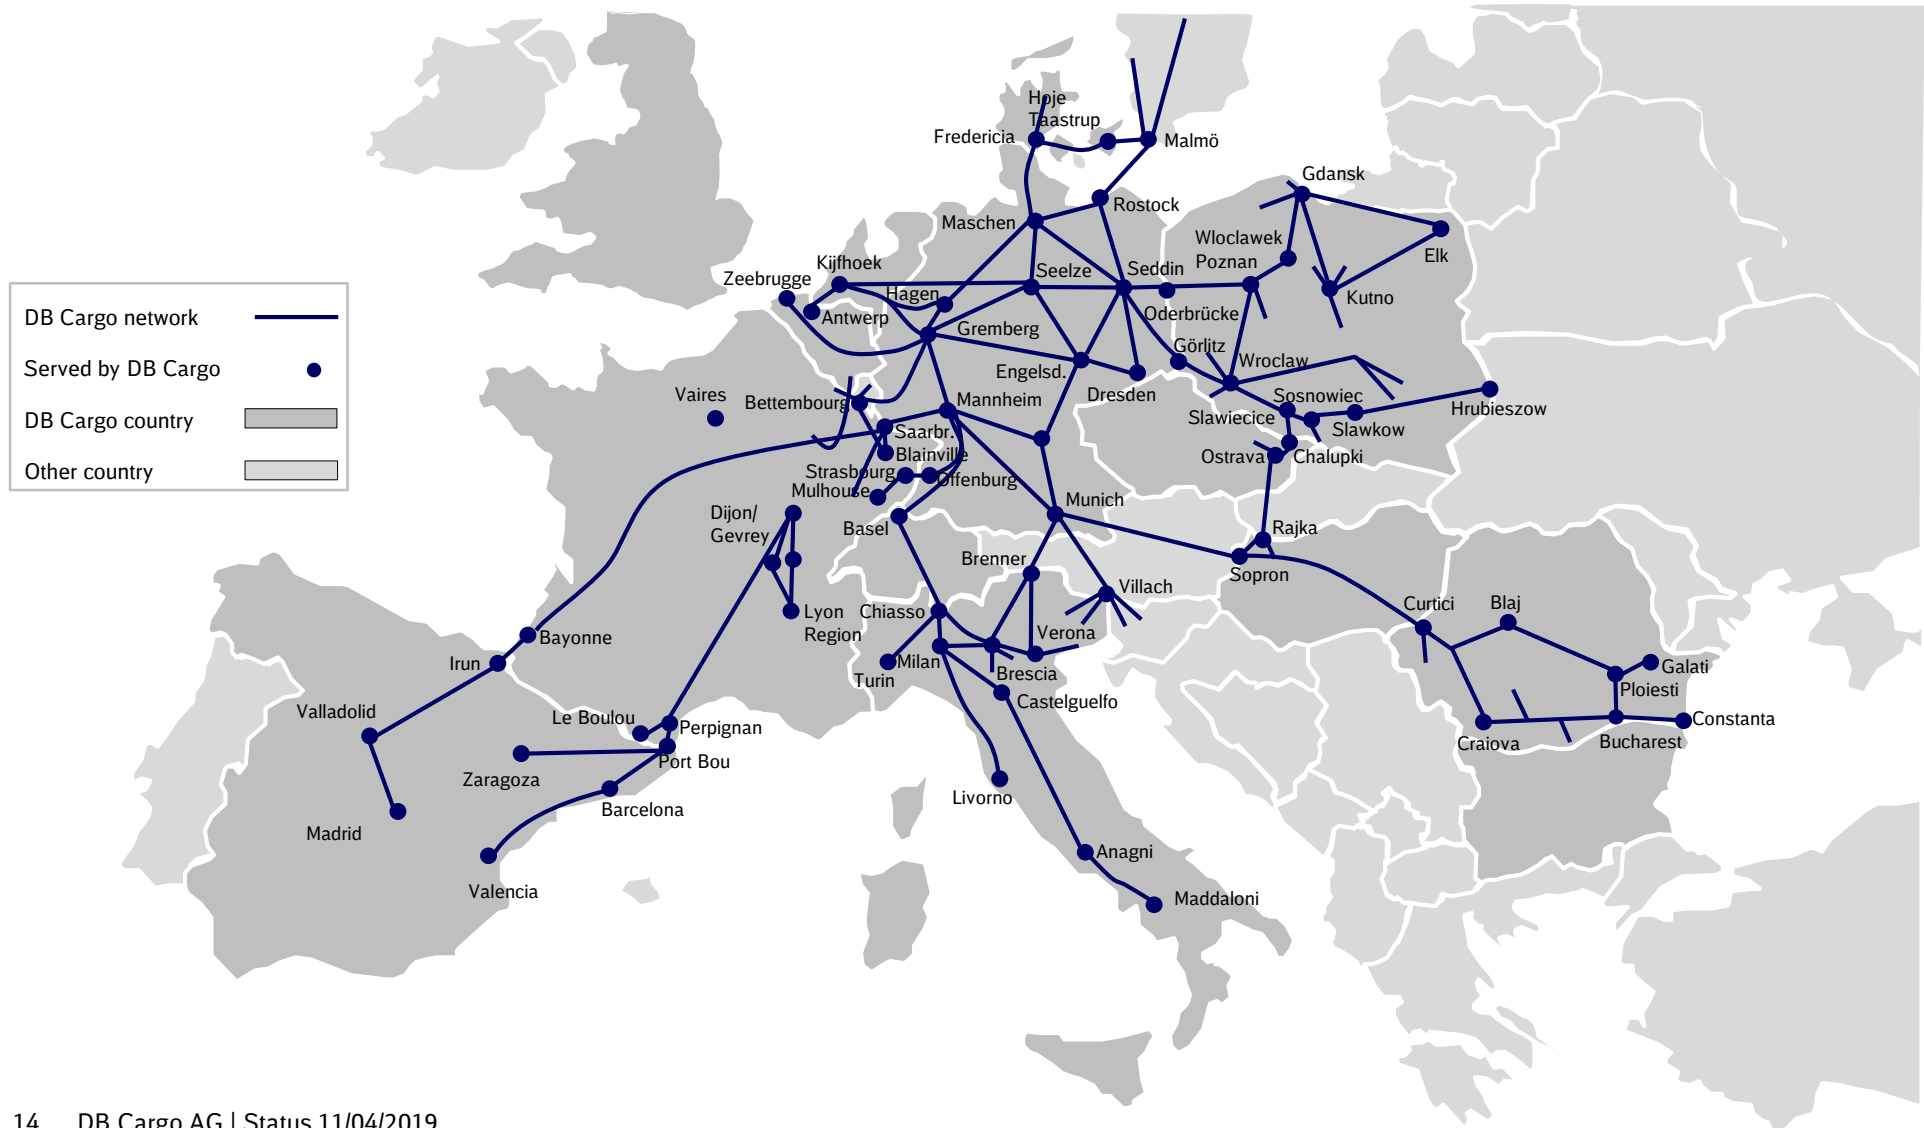 Hoje
Taastrup
Fredericia
Malmö
Gdansk
Rostock
Maschen
Wloclawek
Poznan
Elk
Kijfhoek
Zeebrugge
Seelze
Seddin
Hagen
Kutno
Antwerp
Oderbrücke
Gremberg
DB Cargo network
Served by DB Cargo
DB Cargo country
Other country
Görlitz
Wroclaw
Engelsd.
Dresden
Vaires
Bettembourg
Mannheim
Sosnowiec
Hrubieszow
Slawiecice
Slawkow
Saarbr.
Blainville
Ostrava
Chalupki
Strasbourg
Offenburg
Mulhouse
Munich
Dijon/
Gevrey
Basel
Rajka
Brenner
Sopron
Villach
Curtici
Blaj
Lyon
Region
Chiasso
Bayonne
Verona
Irun
Milan
Galati
Turin
Brescia
Ploiesti
Castelguelfo
Valladolid
Le Boulou
Perpignan
Constanta
Craiova
Bucharest
Zaragoza
Port Bou
Livorno
Barcelona
Madrid
Anagni
Valencia
Maddaloni
14 DB Cargo AG | Status 11/04/2019